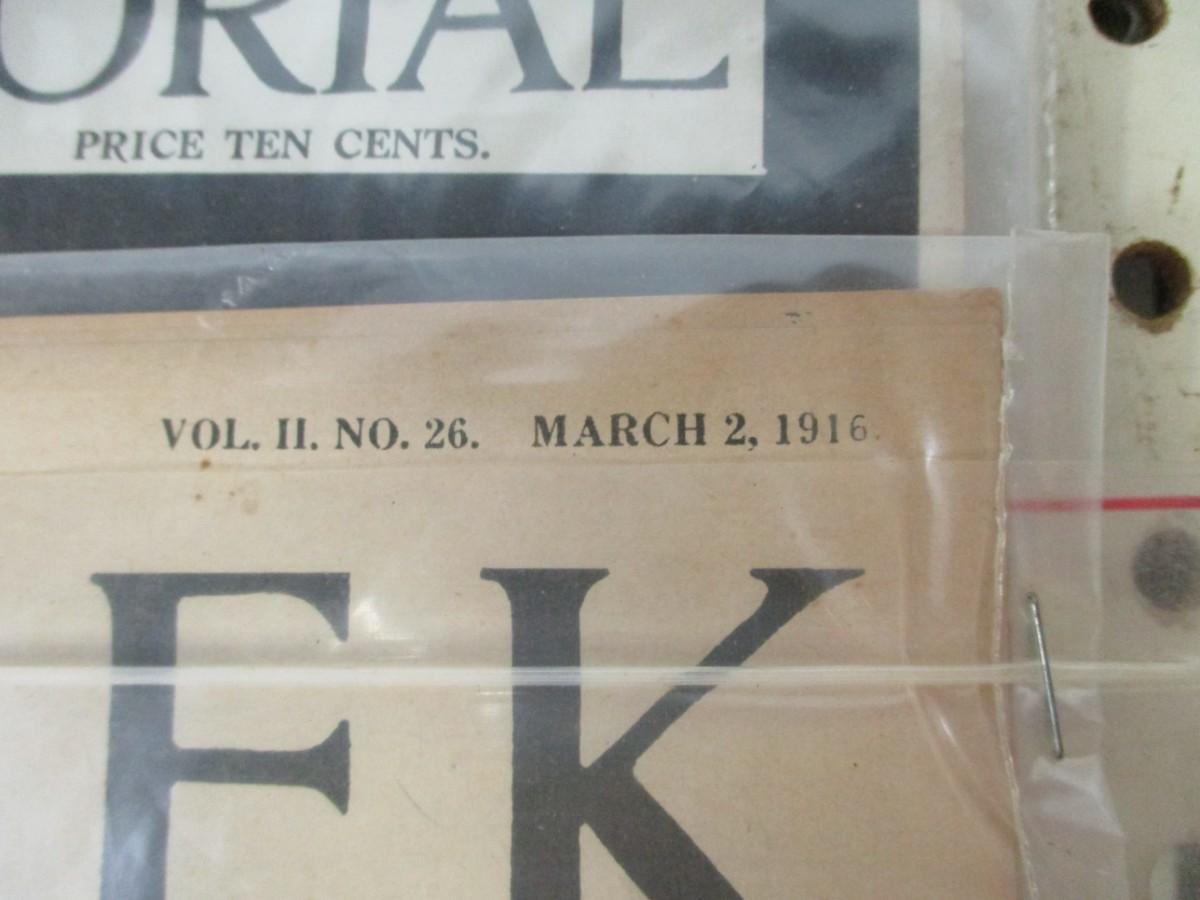 ORIAL
PRICE TEN CENTS.
VOL. II. NO. 26. MARCH 2, 1916.
EK